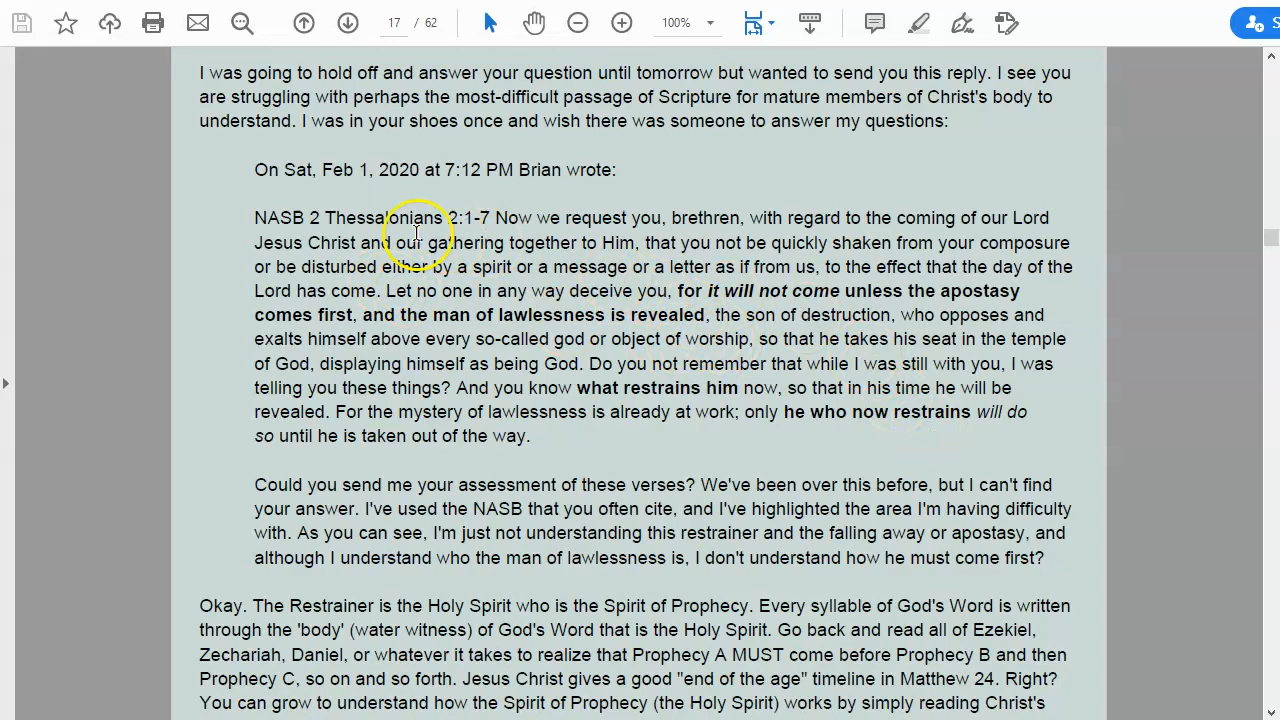 17 / 62
100%
S
I was going to hold off and answer your question until tomorrow but wanted to send you this reply. I see you
are struggling with perhaps the most-difficult passage of Scripture for mature members of Christ's body to
understand. I was in your shoes once and wish there was someone to answer my questions:
On Sat, Feb 1, 2020 at 7:12 PM Brian wrote:
NASB 2 Thessalonians 2:1-7 Now we request you, brethren, with regard to the coming of our Lord
Jesus Christ and our gathering together to Him, that you not be quickly shaken from your composure
or be disturbed either by a spirit or a message or a letter as if from us, to the effect that the day of the
Lord has come. Let no one in any way deceive you, for it will not come unless the apostasy
comes first, and the man of lawlessness is revealed, the son of destruction, who opposes and
exalts himself above every so-called god or object of worship, so that he takes his seat in the temple
of God, displaying himself as being God. Do you not remember that while I was still with you, I was
telling you these things? And you know what restrains him now, so that in his time he will be
revealed. For the mystery of lawlessness is already at work; only he who now restrains will do
so until he is taken out of the way.
Could you send me your assessment of these verses? We've been over this before, but I can't find
your answer. I've used the NASB that you often cite, and I've highlighted the area I'm having difficulty
with. As you can see, I'm just not understanding this restrainer and the falling away or apostasy, and
although I understand who the man of lawlessness is, I don't understand how he must come first?
Okay. The Restrainer is the Holy Spirit who is the Spirit of Prophecy. Every syllable of God's Word is written
through the 'body' (water witness) of God's Word that is the Holy Spirit. Go back and read all of Ezekiel,
Zechariah, Daniel, or whatever it takes to realize that Prophecy A MUST come before Prophecy B and then
Prophecy C, so on and so forth. Jesus Christ gives a good "end of the age" timeline in Matthew 24. Right?
You can grow to understand how the Spirit of Prophecy (the Holy Spirit) works by simply reading Christ's